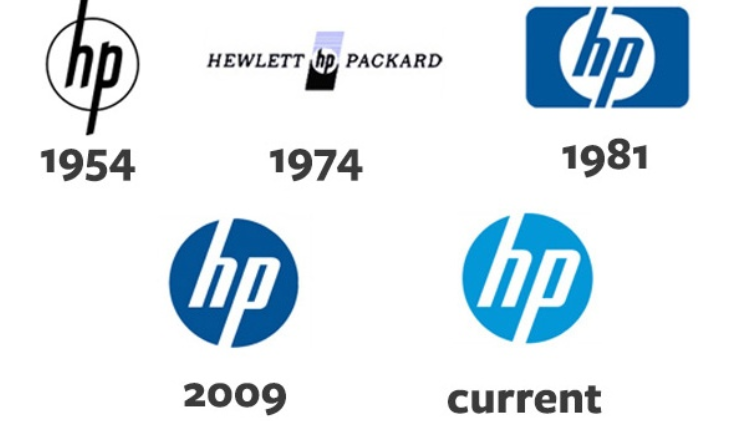 hp
HEWLETT hp PACKARD
hp
1954
1974
1981
hp
hp
2009
current